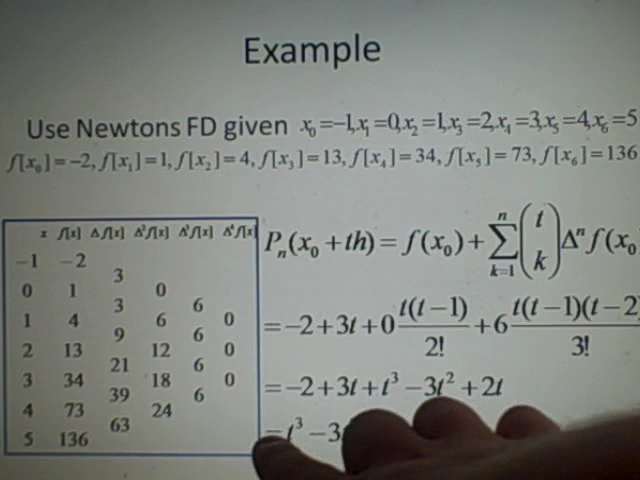 Example
Use Newtons FD given x₀=−1,x₁=0,x₂=1,x₃=2,x₄=3,x₅=4,x₆=5
f[x₀]=−2, f[x₁]=1, f[x₂]=4, f[x₃]=13, f[x₄]=34, f[x₅]=73, f[x₆]=136
x f[x] Δf[x] Δ²f[x] Δ³f[x] Δ⁴f[x]
−1 −2
3
0 1 0
3 6
1 4 6 0
9 6
2 13 12 0
21 6
3 34 18 0
39 6
4 73 24
63
5 136
Pₙ(x₀+th)=f(x₀)+∑ₖ₌₁ⁿ(t k)Δⁿf(x₀
=−2+3t+0 t(t−1)/2! +6 t(t−1)(t−2/3!
=−2+3t+t³−3t²+2t
=t³−3